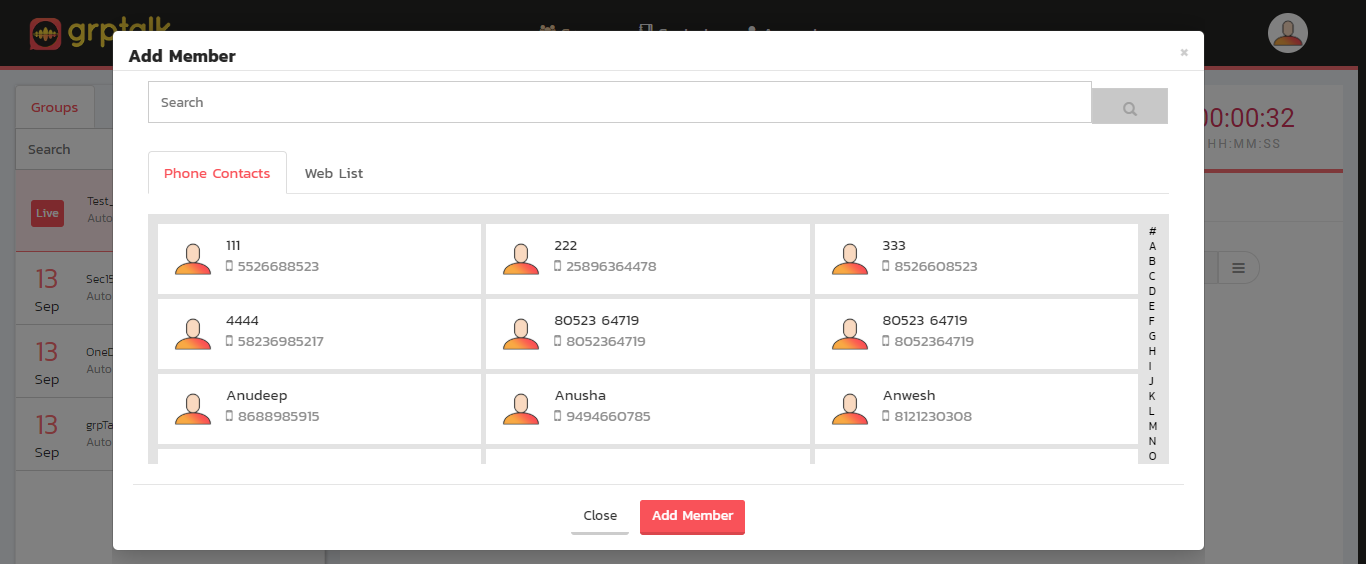 grptalk
Add Member
×
Search
Phone Contacts
Web List
111
5526688523
222
25896364478
333
8526608523
4444
58236985217
80523 64719
8052364719
80523 64719
8052364719
Anudeep
8688985915
Anusha
9494660785
Anwesh
8121230308
#
A
B
C
D
E
F
G
H
I
J
K
L
M
N
O
Close
Add Member
Groups
Search
Live
Test_
Auto
13
Sep
Sec15
Auto
13
Sep
OneD
Auto
13
Sep
grpTa
Auto
00:00:32
HH:MM:SS